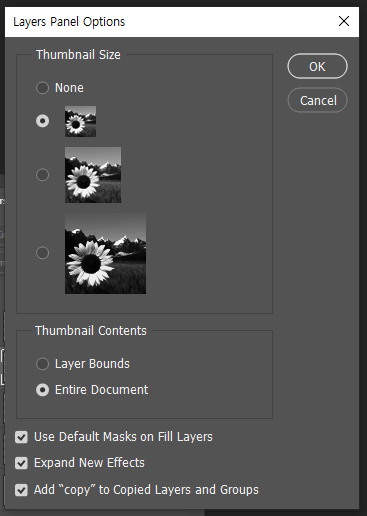 Layers Panel Options
Thumbnail Size
OK
None
Cancel
Thumbnail Contents
Layer Bounds
Entire Document
Use Default Masks on Fill Layers
Expand New Effects
Add “copy” to Copied Layers and Groups